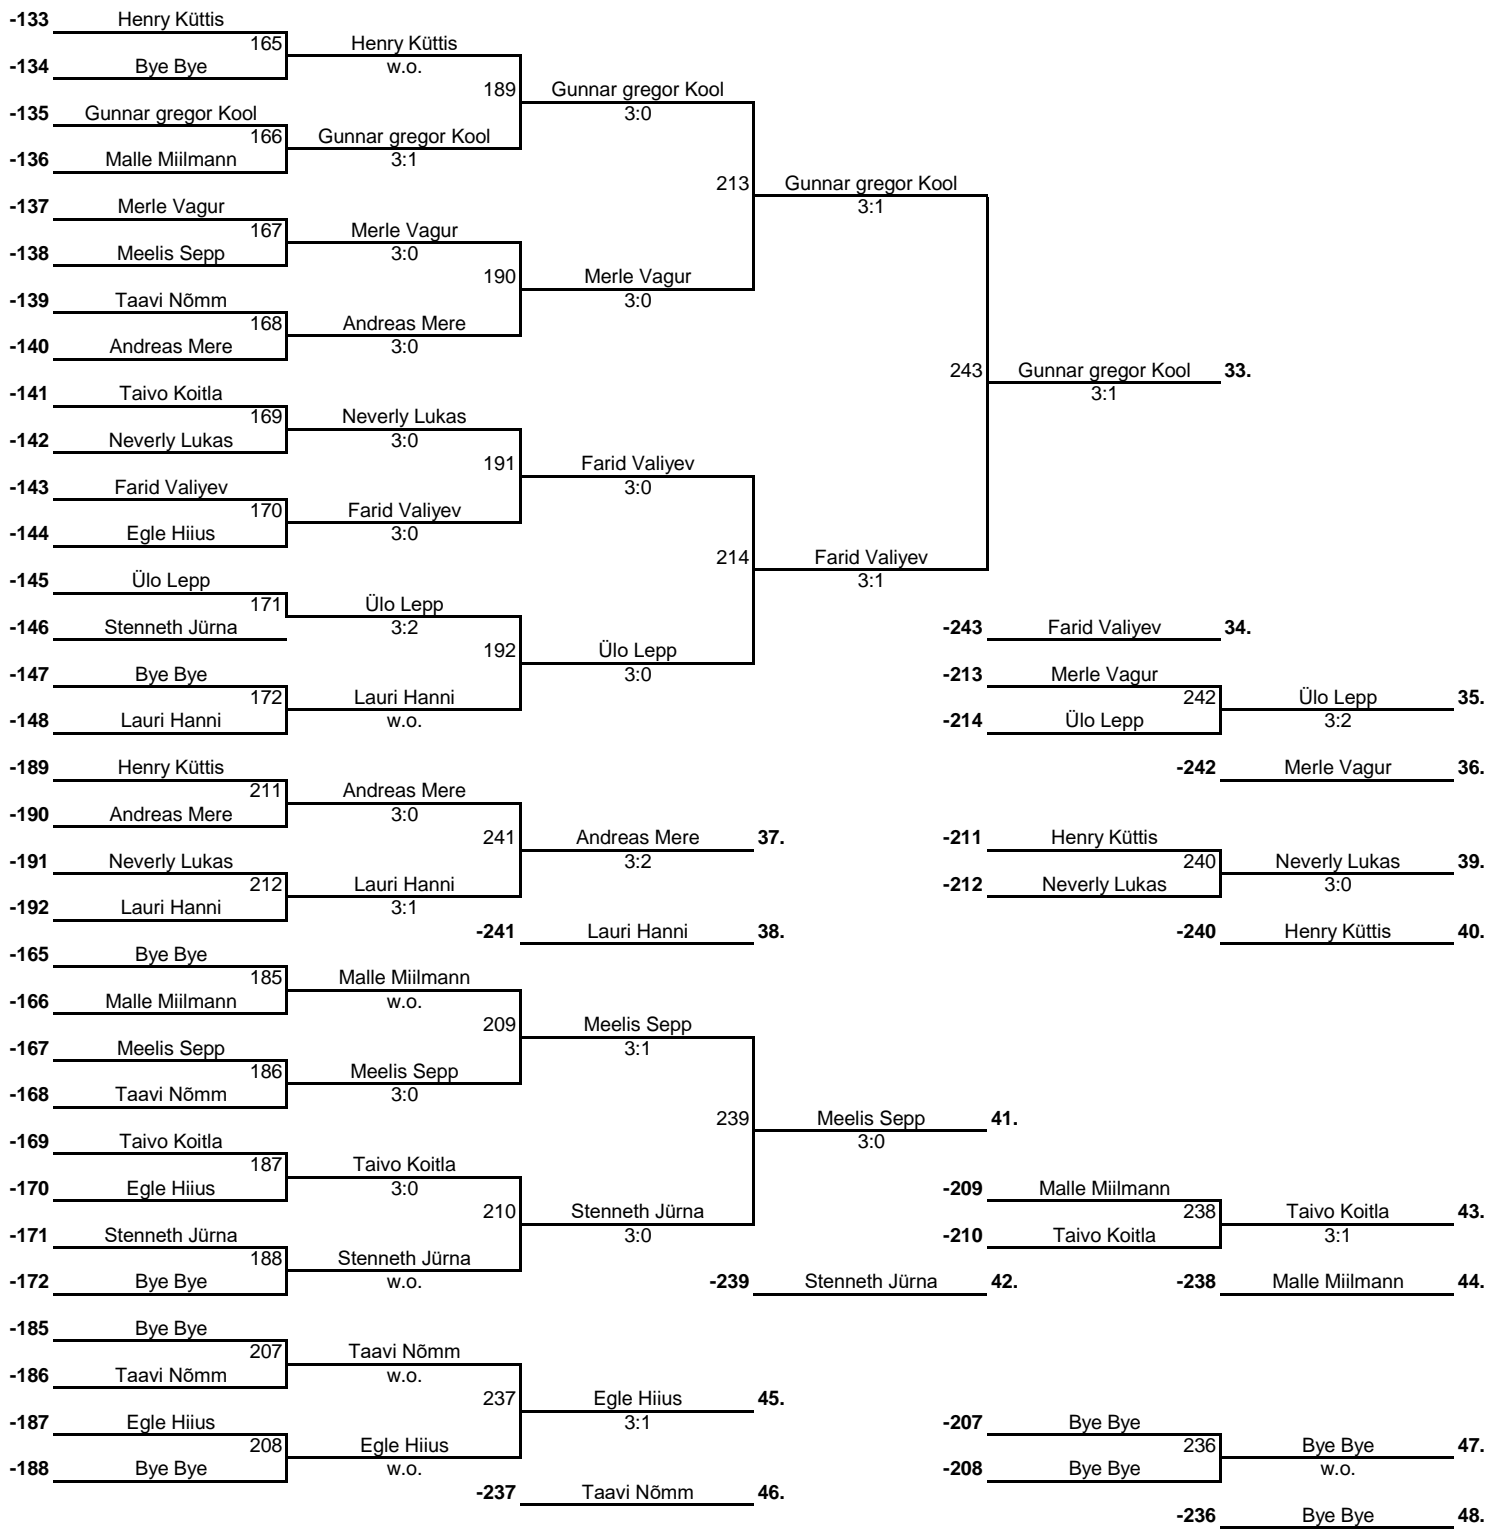 -133 Henry Küttis
165 Henry Küttis
-134 Bye Bye w.o.
189 Gunnar gregor Kool
-135 Gunnar gregor Kool 3:0
166 Gunnar gregor Kool
-136 Malle Miilmann 3:1
213 Gunnar gregor Kool
-137 Merle Vagur 3:1
167 Merle Vagur
-138 Meelis Sepp 3:0
190 Merle Vagur
-139 Taavi Nõmm 3:0
168 Andreas Mere
-140 Andreas Mere 3:0
243 Gunnar gregor Kool 33.
-141 Taivo Koitla 3:1
169 Neverly Lukas
-142 Neverly Lukas 3:0
191 Farid Valiyev
-143 Farid Valiyev 3:0
170 Farid Valiyev
-144 Egle Hiius 3:0
214 Farid Valiyev
-145 Ülo Lepp 3:1
171 Ülo Lepp
-146 Stenneth Jürna 3:2 -243 Farid Valiyev 34.
192 Ülo Lepp
-147 Bye Bye 3:0 -213 Merle Vagur
172 Lauri Hanni 242 Ülo Lepp 35.
-148 Lauri Hanni w.o. -214 Ülo Lepp 3:2
-189 Henry Küttis -242 Merle Vagur 36.
211 Andreas Mere
-190 Andreas Mere 3:0
241 Andreas Mere 37. -211 Henry Küttis
-191 Neverly Lukas 3:2 240 Neverly Lukas 39.
212 Lauri Hanni -212 Neverly Lukas 3:0
-192 Lauri Hanni 3:1
-241 Lauri Hanni 38. -240 Henry Küttis 40.
-165 Bye Bye
185 Malle Miilmann
-166 Malle Miilmann w.o.
209 Meelis Sepp
-167 Meelis Sepp 3:1
186 Meelis Sepp
-168 Taavi Nõmm 3:0
239 Meelis Sepp 41.
-169 Taivo Koitla 3:0
187 Taivo Koitla
-170 Egle Hiius 3:0 -209 Malle Miilmann
210 Stenneth Jürna 238 Taivo Koitla 43.
-171 Stenneth Jürna 3:0 -210 Taivo Koitla 3:1
188 Stenneth Jürna
-172 Bye Bye w.o. -239 Stenneth Jürna 42. -238 Malle Miilmann 44.
-185 Bye Bye
207 Taavi Nõmm
-186 Taavi Nõmm w.o.
237 Egle Hiius 45.
-187 Egle Hiius 3:1 -207 Bye Bye
208 Egle Hiius 236 Bye Bye 47.
-188 Bye Bye w.o. -208 Bye Bye w.o.
-237 Taavi Nõmm 46.
-236 Bye Bye 48.